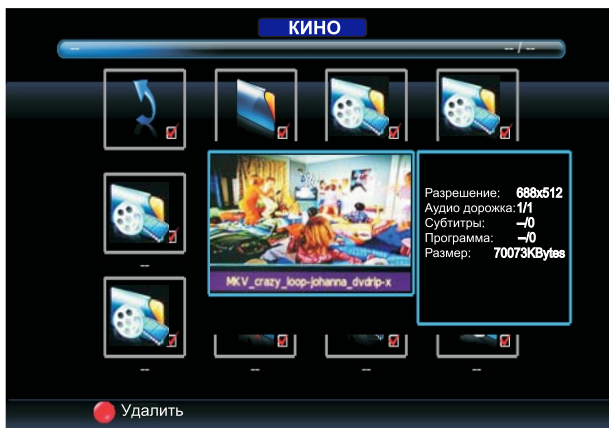 КИНО
--
-- / --
Разрешение: 688x512
Аудио дорожка: 1/1
Субтитры: --/0
Программа: --/0
Размер: 70073KBytes
MKV_crazy_loop-johanna_dvdrip-x
--
-- -- -- --
Удалить